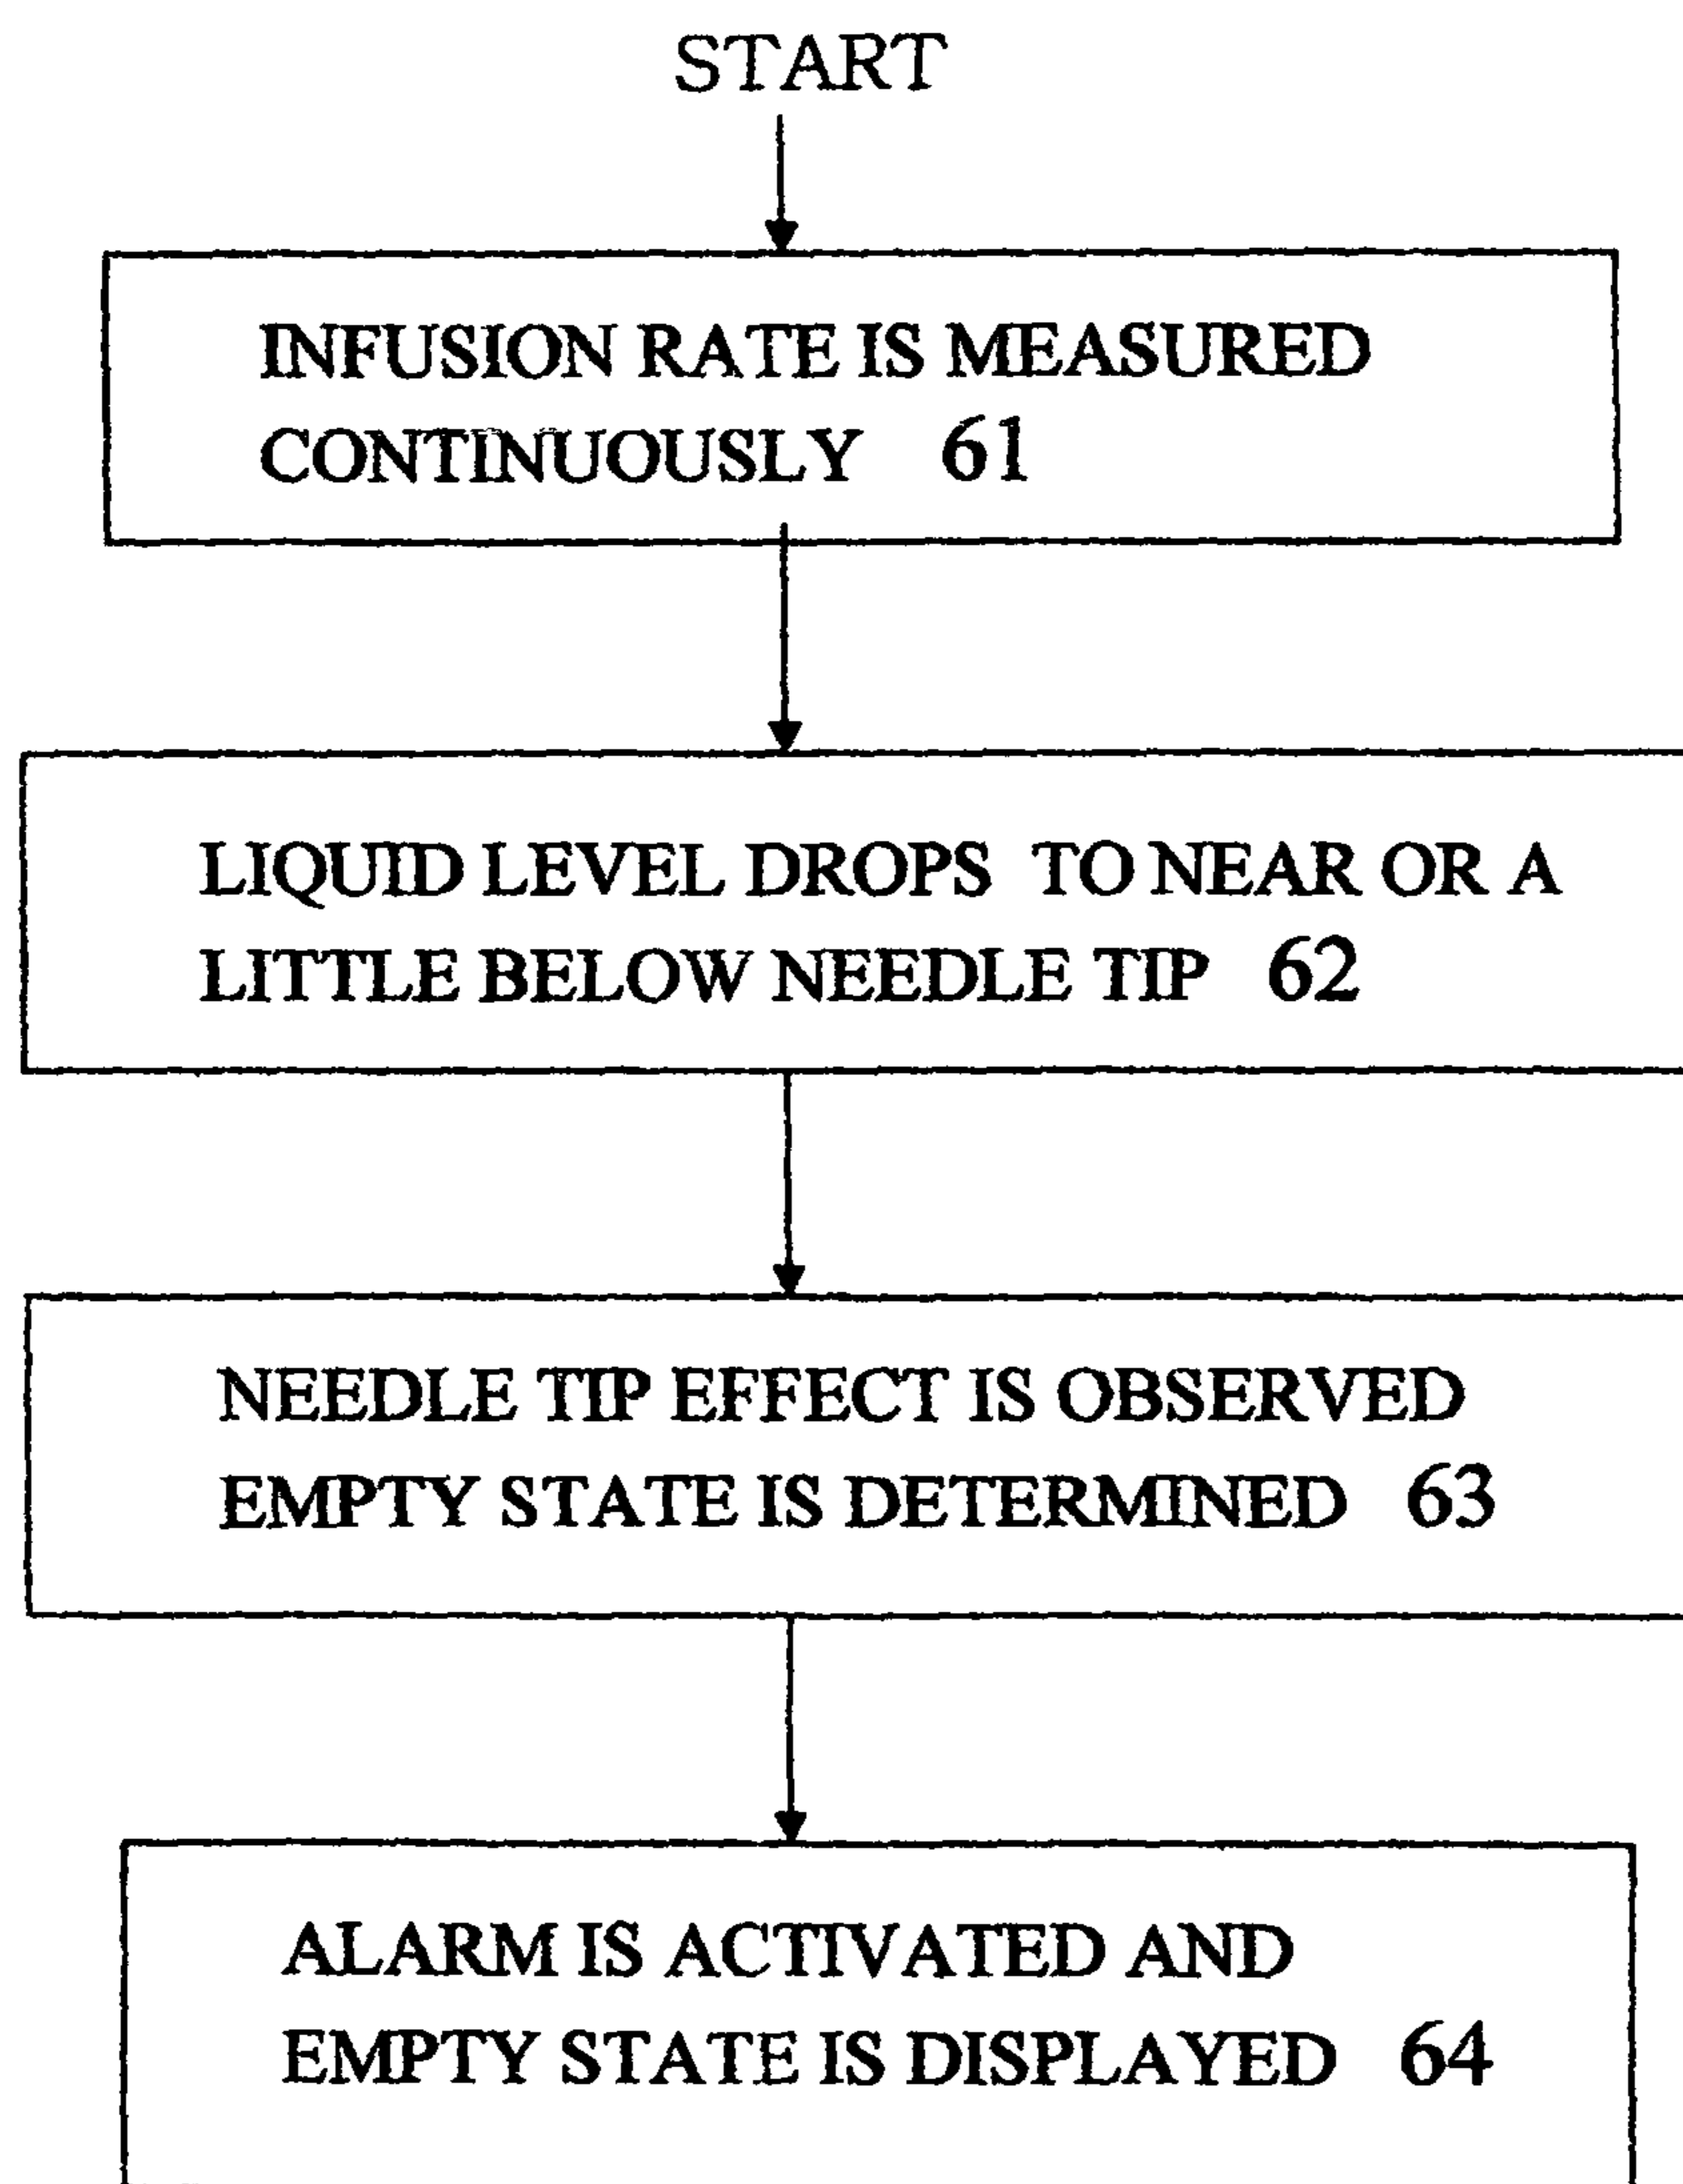 START
INFUSION RATE IS MEASURED
CONTINUOUSLY 61
LIQUID LEVEL DROPS TO NEAR OR A
LITTLE BELOW NEEDLE TIP 62
NEEDLE TIP EFFECT IS OBSERVED
EMPTY STATE IS DETERMINED 63
ALARM IS ACTIVATED AND
EMPTY STATE IS DISPLAYED 64